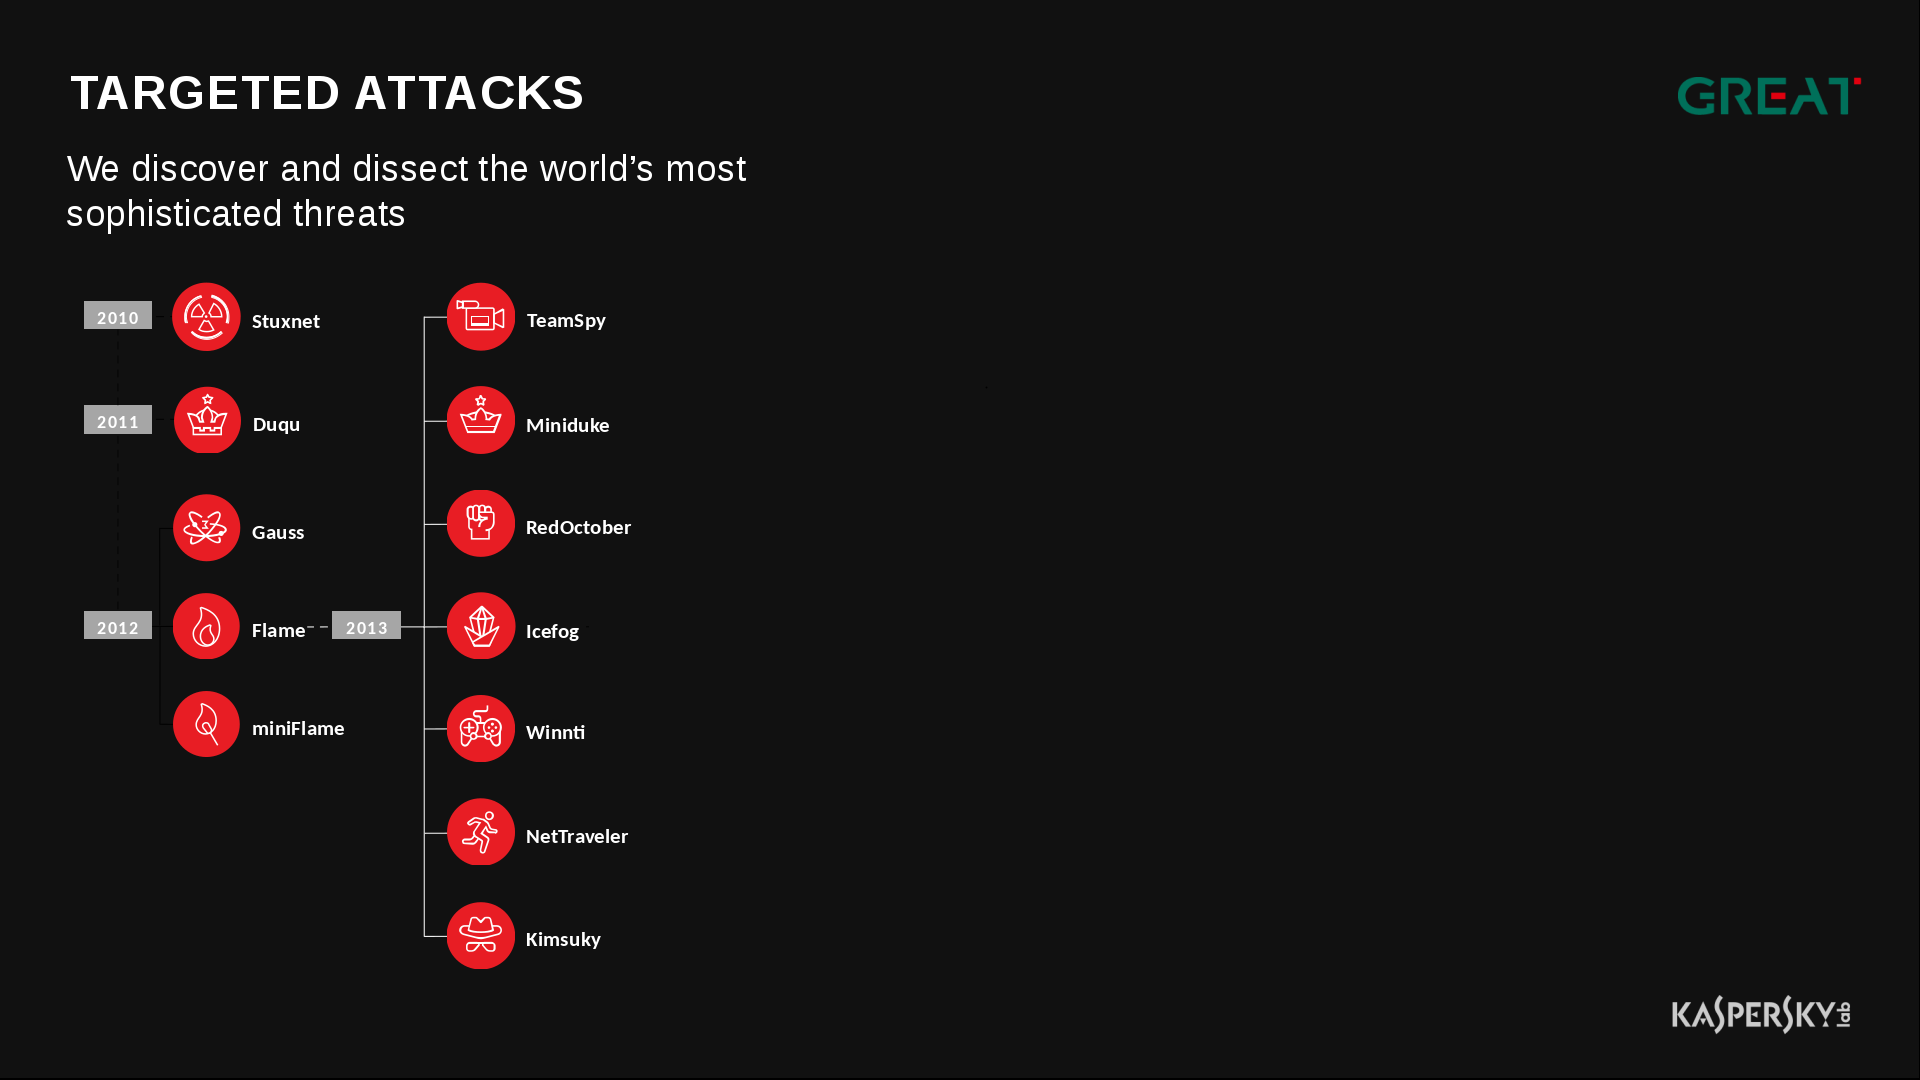 TARGETED ATTACKS
GREAT
We discover and dissect the world’s most
sophisticated threats
2010
Stuxnet
2011
Duqu
Gauss
2012
Flame
miniFlame
2013
TeamSpy
Miniduke
RedOctober
Icefog
Winnti
NetTraveler
Kimsuky
KASPERSKY lab